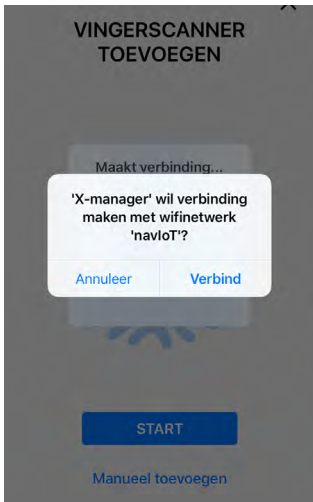 VINGERSCANNER
TOEVOEGEN
Maakt verbinding...
'X-manager' wil verbinding
maken met wifinetwerk
'navIoT'?
Annuleer
Verbind
START
Manueel toevoegen